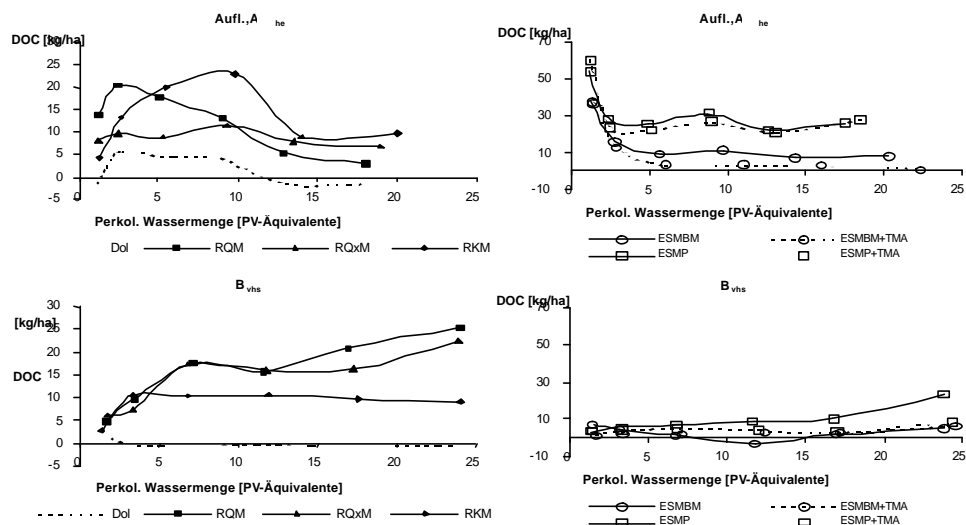 Aufl.,A he
DOC [kg/ha]
30
25
20
15
10
5
0
-5
0 5 10 15 20 25
Perkol. Wassermenge [PV-Äquivalente]
Dol RQM RQxM RKM
Aufl.,A he
DOC [kg/ha]
70
50
30
10
-10
0 5 10 15 20 25
Perkol. Wassermenge [PV-Äquivalente]
ESMBM ESMBM+TMA
ESMP ESMP+TMA
B vhs
[kg/ha]
DOC
30
25
20
15
10
5
0
-5
0 5 10 15 20 25
Perkol. Wassermenge [PV-Äquivalente]
Dol RQM RQxM RKM
B vhs
DOC [kg/ha]
70
50
30
10
-10
0 5 10 15 20 25
Perkol. Wassermenge [PV-Äquivalente]
ESMBM ESMBM+TMA
ESMP ESMP+TMA